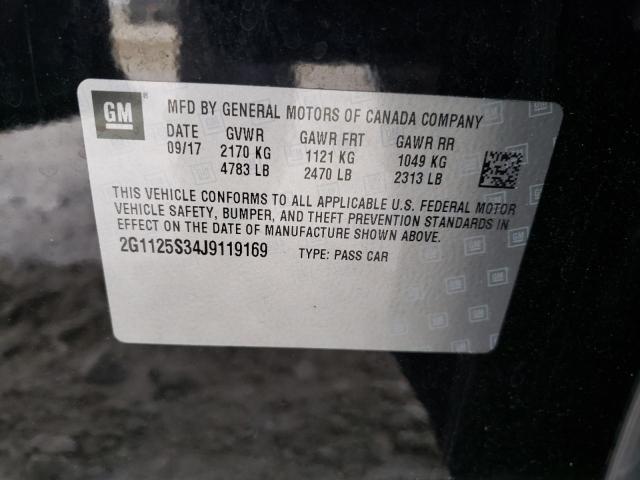 GM
MFD BY GENERAL MOTORS OF CANADA COMPANY
DATE GVWR GAWR FRT GAWR RR
09/17 2170 KG 1121 KG 1049 KG
4783 LB 2470 LB 2313 LB
THIS VEHICLE CONFORMS TO ALL APPLICABLE U.S. FEDERAL MOTOR
VEHICLE SAFETY, BUMPER, AND THEFT PREVENTION STANDARDS IN
EFFECT ON THE DATE OF MANUFACTURE SHOWN ABOVE.
2G1125S34J9119169 TYPE: PASS CAR